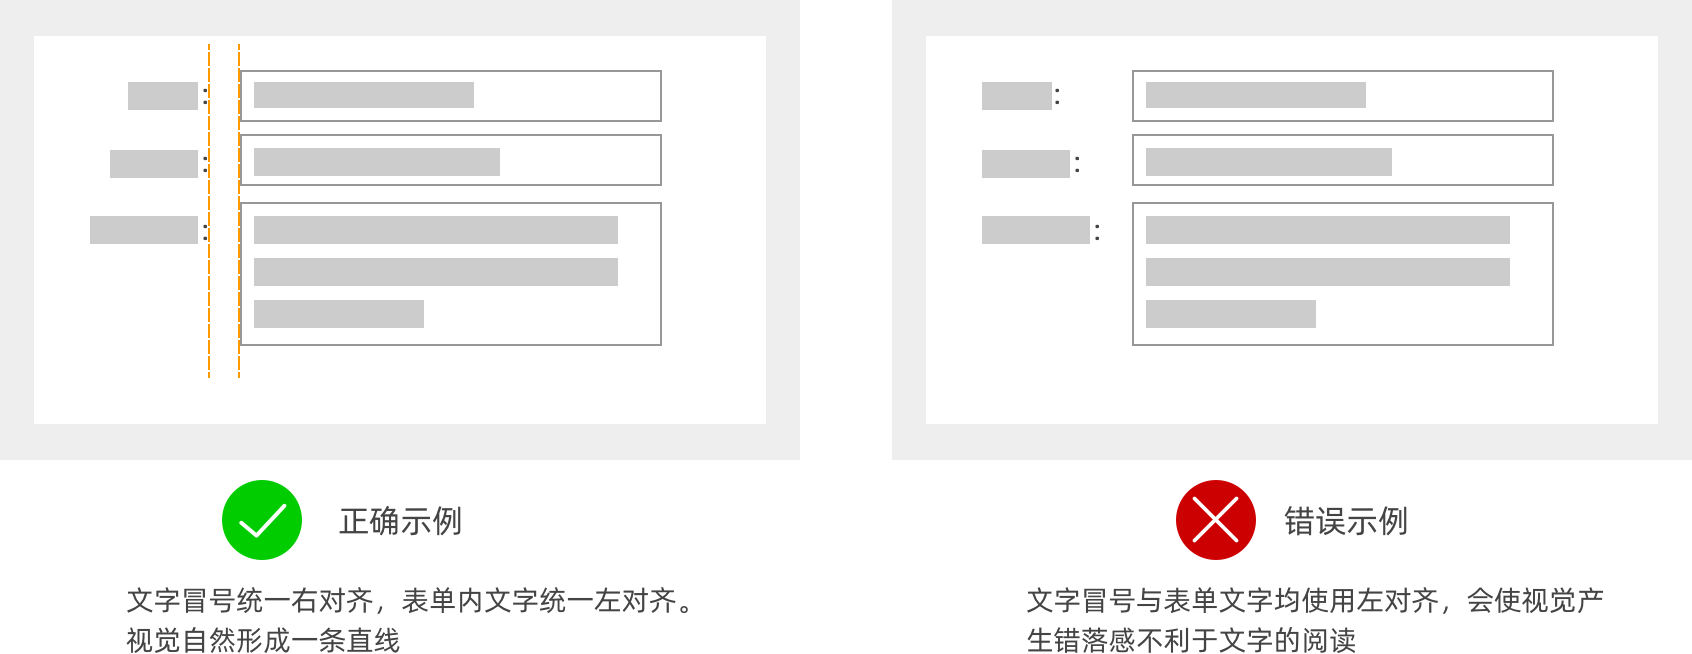 :
:
:
:
:
:
正确示例
文字冒号统一右对齐，表单内文字统一左对齐。
视觉自然形成一条直线
错误示例
文字冒号与表单文字均使用左对齐，会使视觉产
生错落感不利于文字的阅读